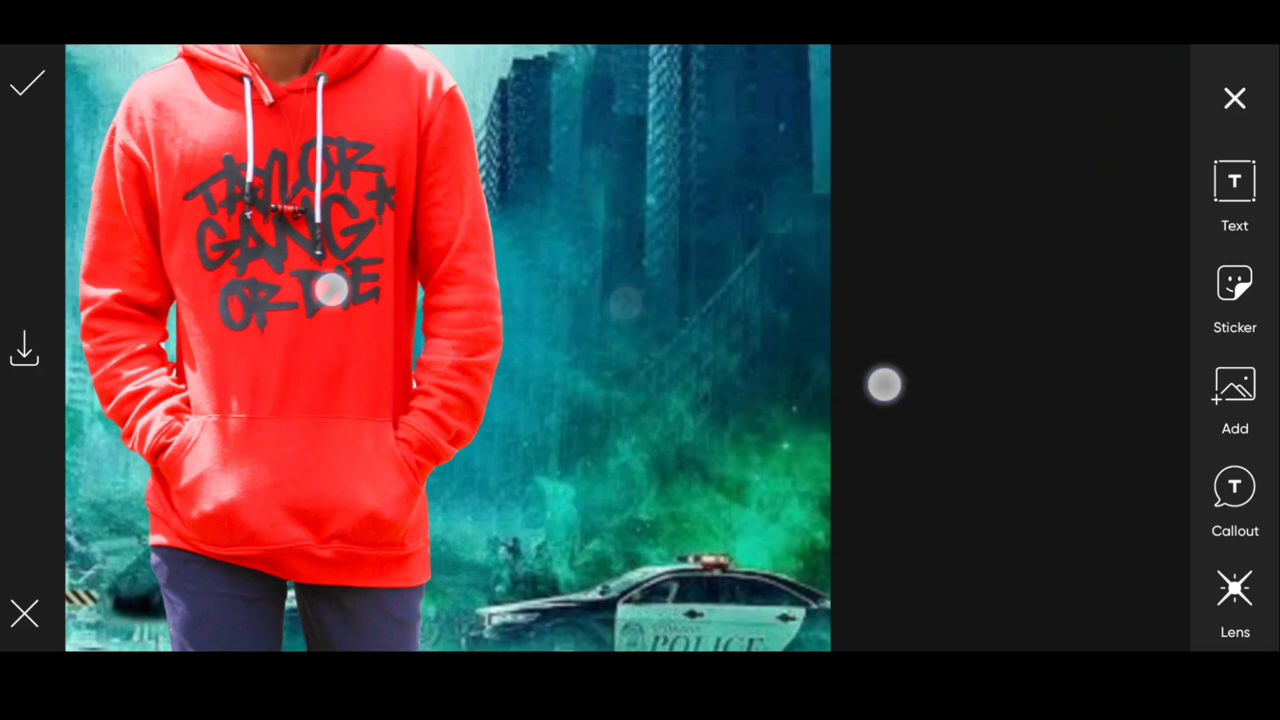 TAYLOR
GANG*
OR DIE
POLICE
Text
Sticker
Add
Callout
Lens